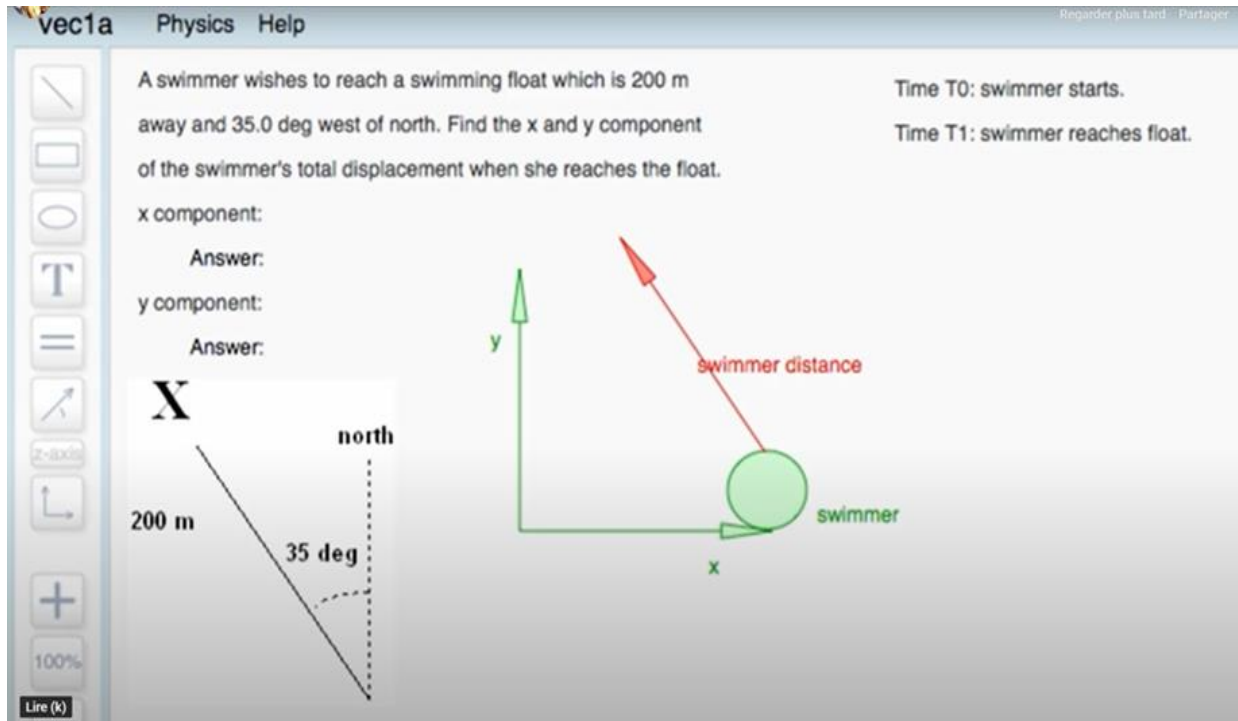 vec1a Physics Help
Regarder plus tard Partager
A swimmer wishes to reach a swimming float which is 200 m
away and 35.0 deg west of north. Find the x and y component
of the swimmer's total displacement when she reaches the float.
x component:
Answer:
y component:
Answer:
Time T0: swimmer starts.
Time T1: swimmer reaches float.
T
z-axis
100%
Lire (k)
X
north
200 m
35 deg
y
swimmer distance
swimmer
x